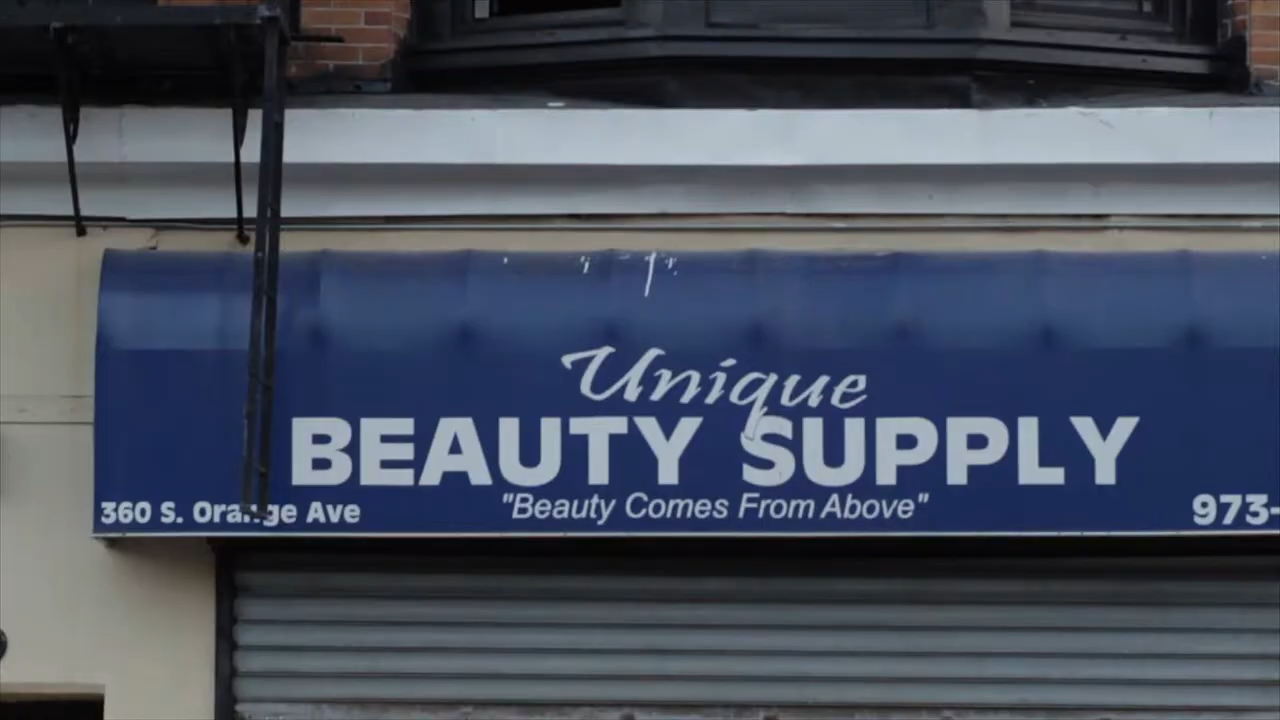 Unique
BEAUTY SUPPLY
"Beauty Comes From Above"
360 S. Orange Ave
973-